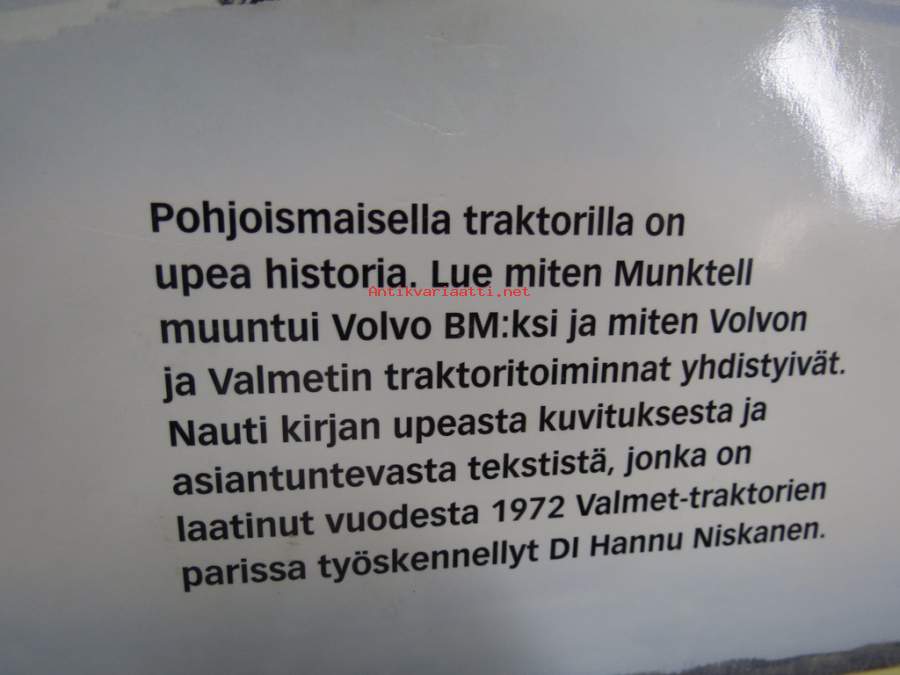 Pohjoismaisella traktorilla on
upea historia. Lue miten Munktell
Antikvariaatti.net
muuntui Volvo BM:ksi ja miten Volvon
ja Valmetin traktoritoiminnat yhdistyivät.
Nauti kirjan upeasta kuvituksesta ja
asiantuntevasta tekstistä, jonka on
laatinut vuodesta 1972 Valmet-traktorien
parissa työskennellyt DI Hannu Niskanen.